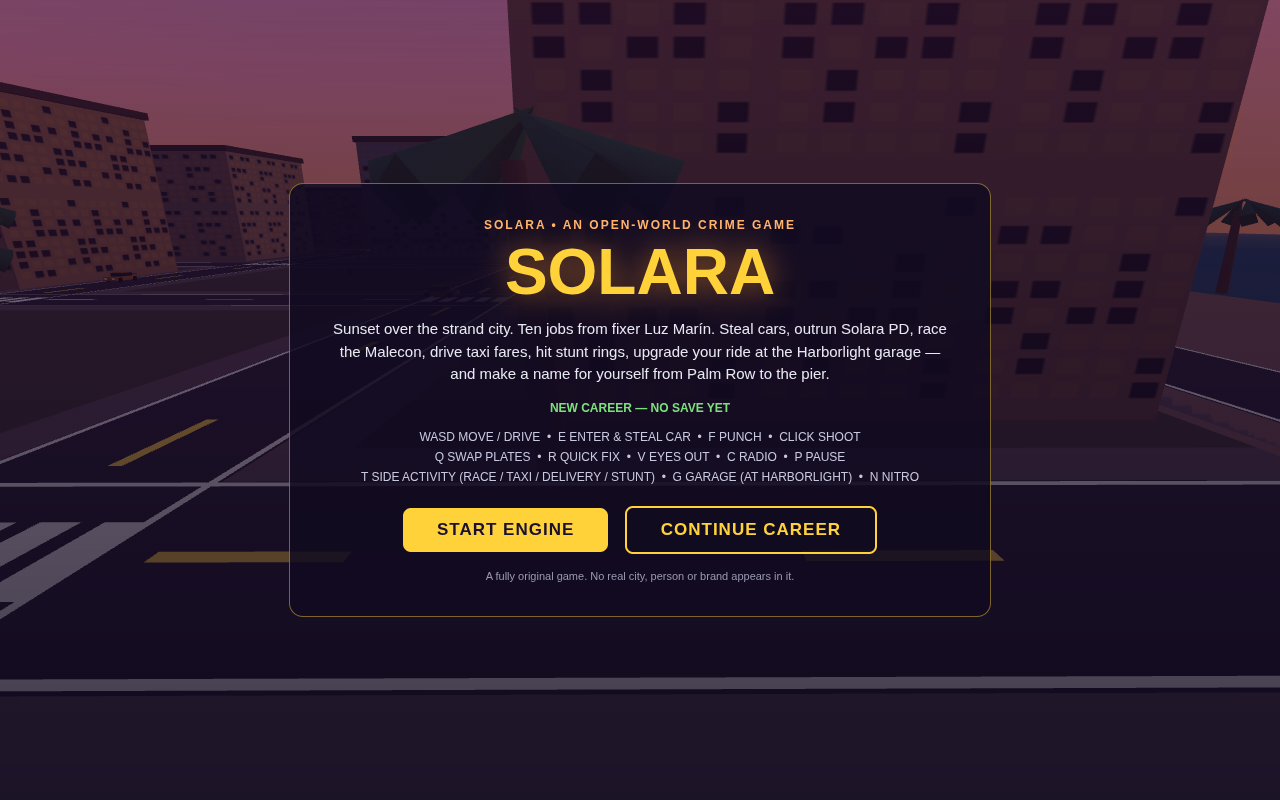 SOLARA • AN OPEN-WORLD CRIME GAME
SOLARA
Sunset over the strand city. Ten jobs from fixer Luz Marín. Steal cars, outrun Solara PD, race
the Malecon, drive taxi fares, hit stunt rings, upgrade your ride at the Harborlight garage —
and make a name for yourself from Palm Row to the pier.
NEW CAREER — NO SAVE YET
WASD MOVE / DRIVE • E ENTER & STEAL CAR • F PUNCH • CLICK SHOOT
Q SWAP PLATES • R QUICK FIX • V EYES OUT • C RADIO • P PAUSE
T SIDE ACTIVITY (RACE / TAXI / DELIVERY / STUNT) • G GARAGE (AT HARBORLIGHT) • N NITRO
START ENGINE
CONTINUE CAREER
A fully original game. No real city, person or brand appears in it.